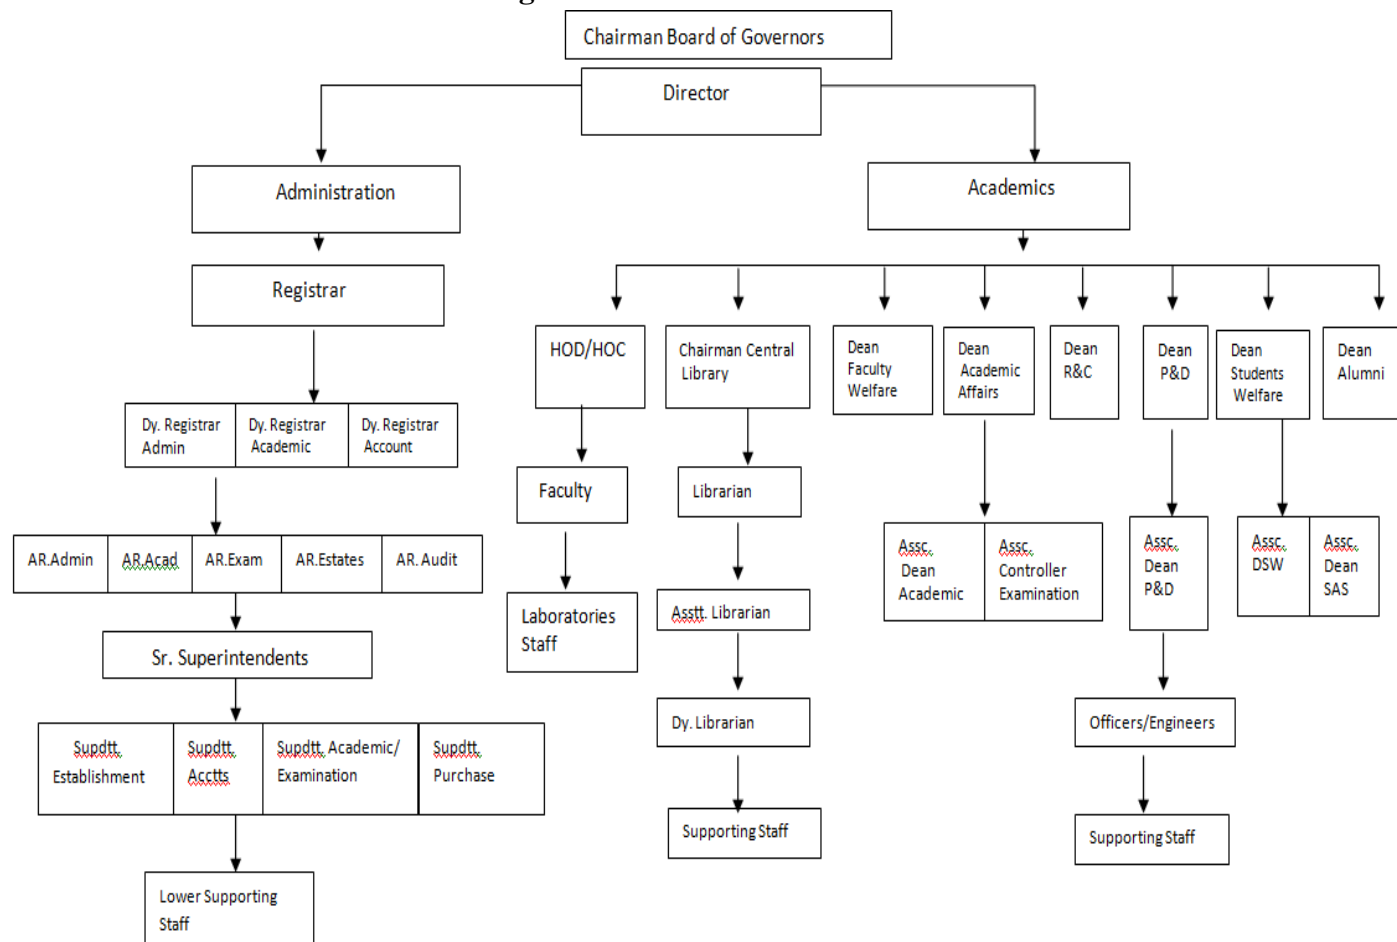 Chairman Board of Governors
Director
Administration
Academics
Registrar
HOD/HOC
Chairman Central
Library
Dean
Faculty
Welfare
Dean
Academic
Affairs
Dean
R&C
Dean
P&D
Dean
Students
Welfare
Dean
Alumni
Dy. Registrar
Admin
Dy. Registrar
Academic
Dy. Registrar
Account
Faculty
Librarian
AR.Admin
AR.Acad
AR.Exam
AR.Estates
AR. Audit
Assc.
Dean
Academic
Assc.
Controller
Examination
Assc.
Dean
P&D
Assc.
DSW
Assc.
Dean
SAS
Laboratories
Staff
Asstt. Librarian
Sr. Superintendents
Dy. Librarian
Officers/Engineers
Supdtt.
Establishment
Supdtt.
Acctts
Supdtt. Academic/
Examination
Supdtt.
Purchase
Supporting Staff
Supporting Staff
Lower Supporting
Staff